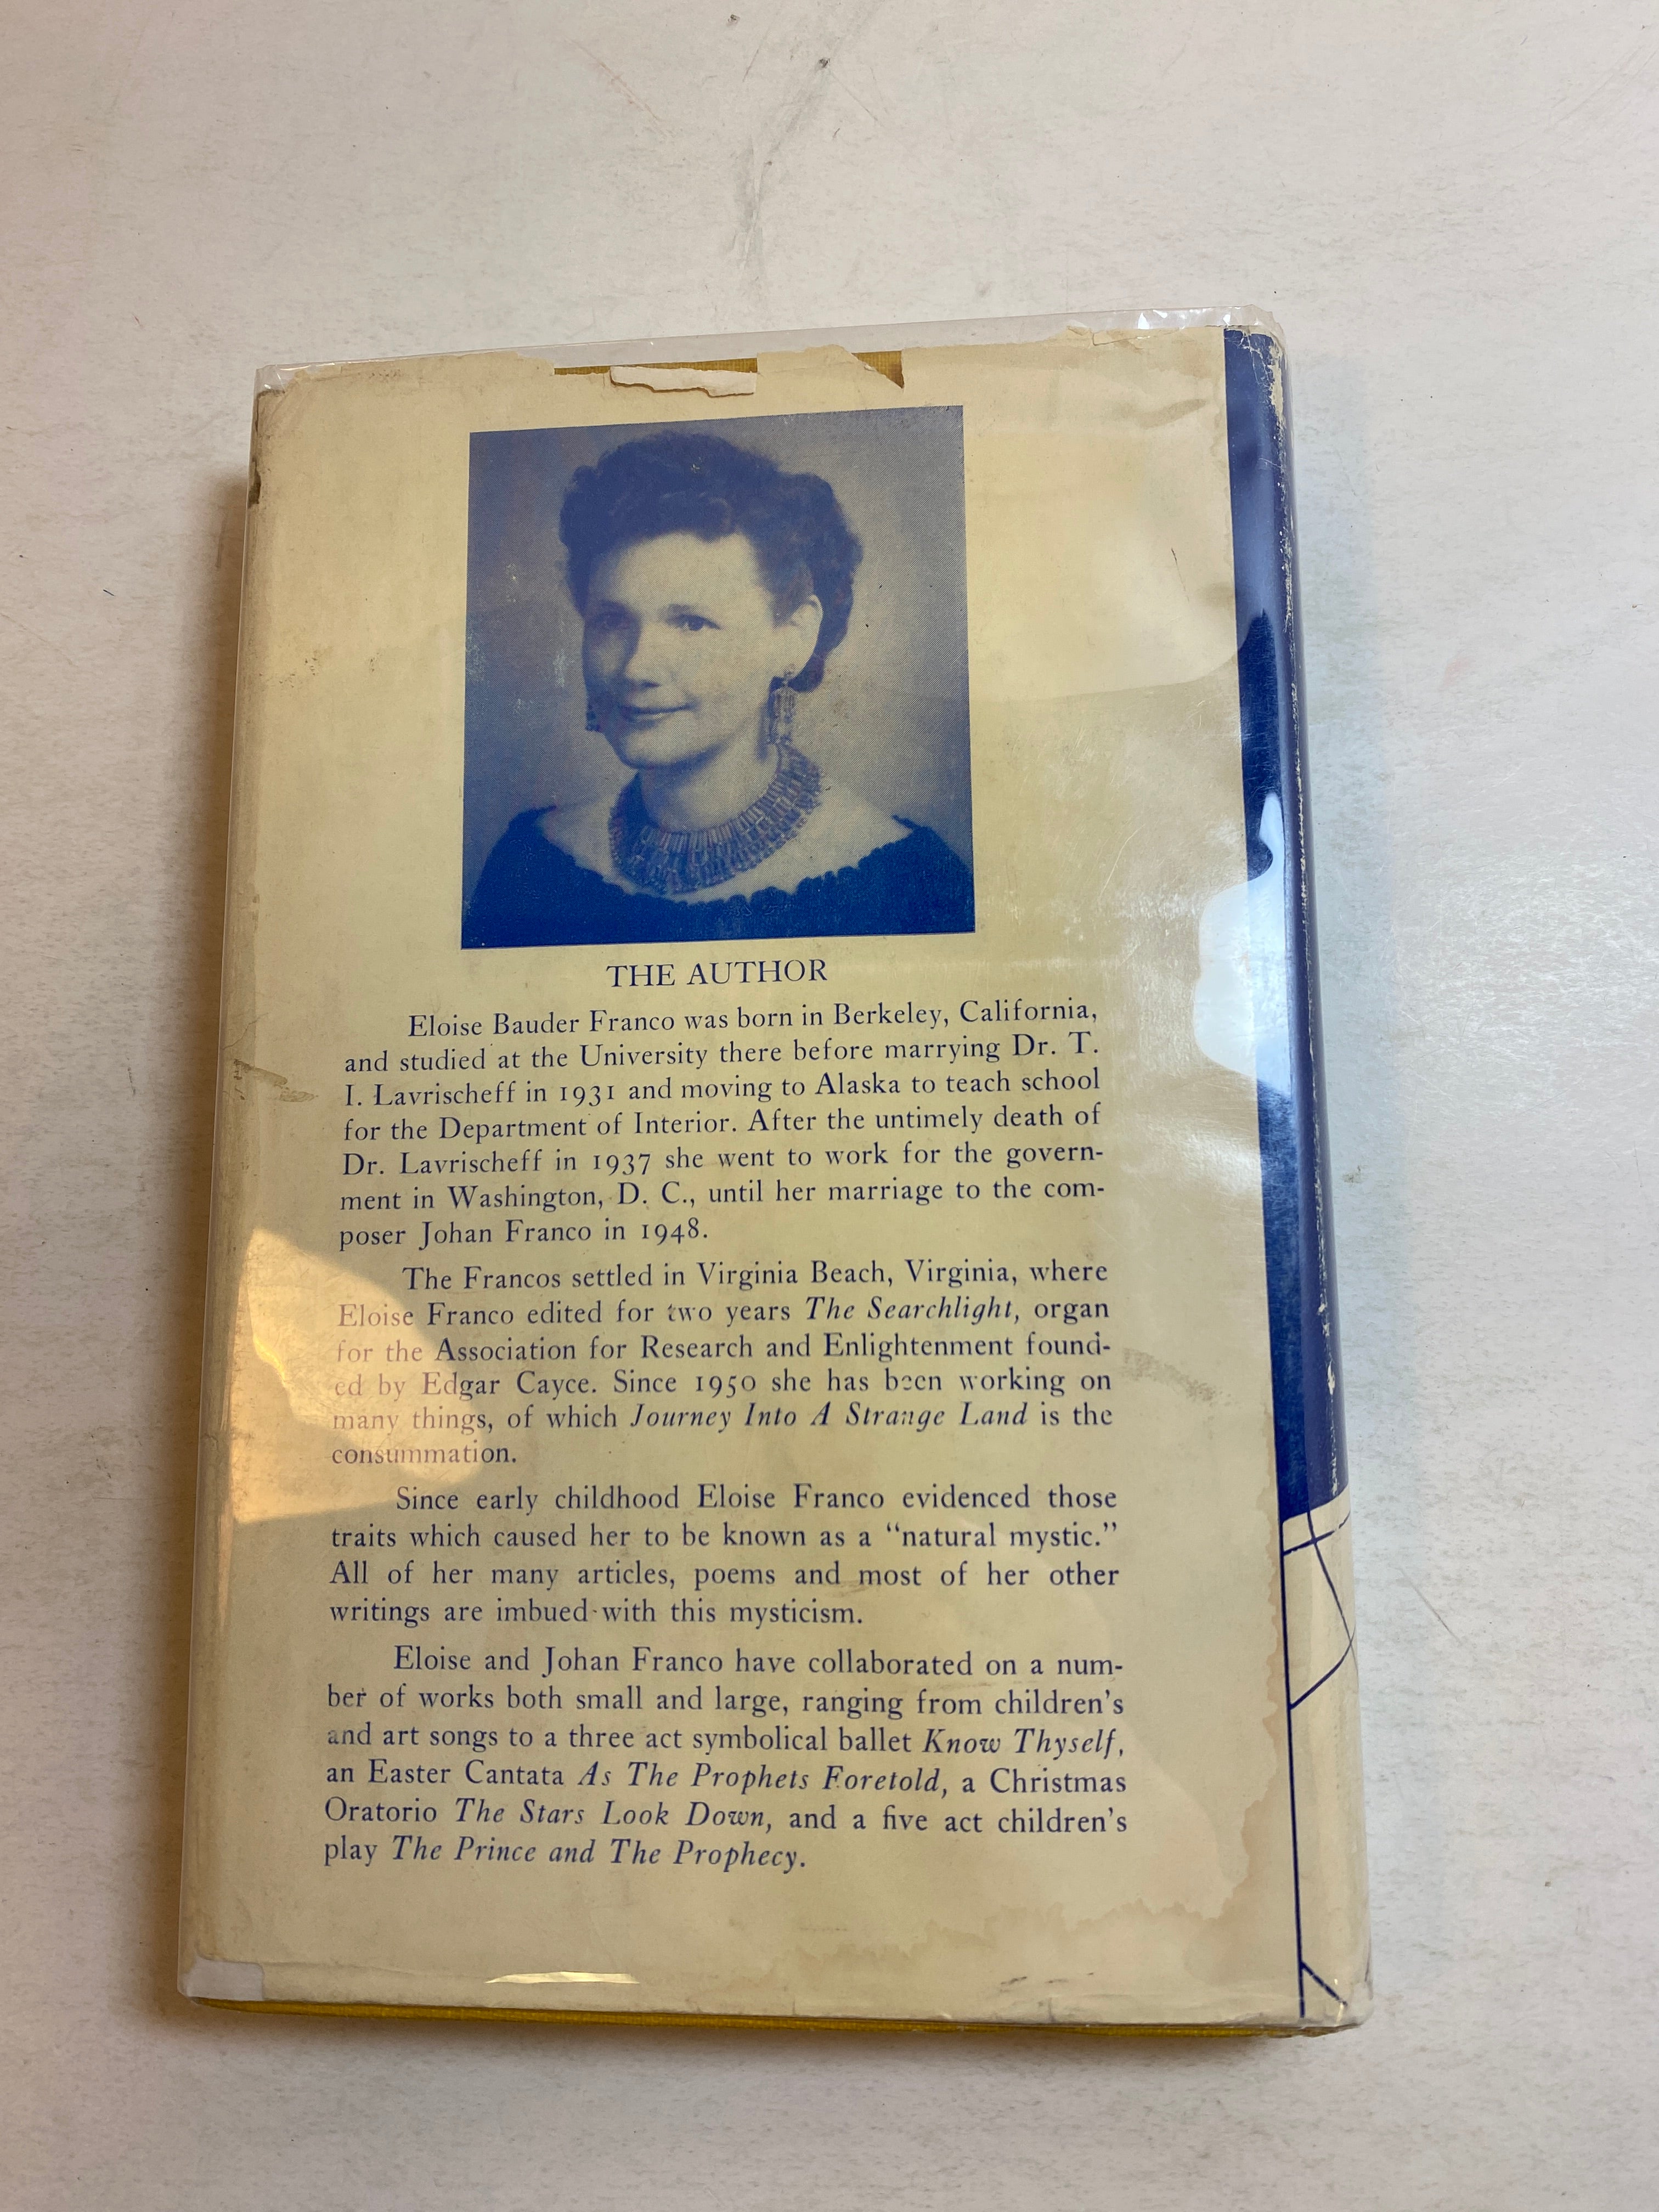 THE AUTHOR
Eloise Bauder Franco was born in Berkeley, California,
and studied at the University there before marrying Dr. T.
I. Lavrischeff in 1931 and moving to Alaska to teach school
for the Department of Interior. After the untimely death of
Dr. Lavrischeff in 1937 she went to work for the govern-
ment in Washington, D. C., until her marriage to the com-
poser Johan Franco in 1948.
The Francos settled in Virginia Beach, Virginia, where
Eloise Franco edited for two years The Searchlight, organ
for the Association for Research and Enlightenment found-
ed by Edgar Cayce. Since 1950 she has been working on
many things, of which Journey Into A Strange Land is the
consummation.
Since early childhood Eloise Franco evidenced those
traits which caused her to be known as a “natural mystic.”
All of her many articles, poems and most of her other
writings are imbued with this mysticism.
Eloise and Johan Franco have collaborated on a num-
ber of works both small and large, ranging from children’s
and art songs to a three act symbolical ballet Know Thyself,
an Easter Cantata As The Prophets Foretold, a Christmas
Oratorio The Stars Look Down, and a five act children’s
play The Prince and The Prophecy.